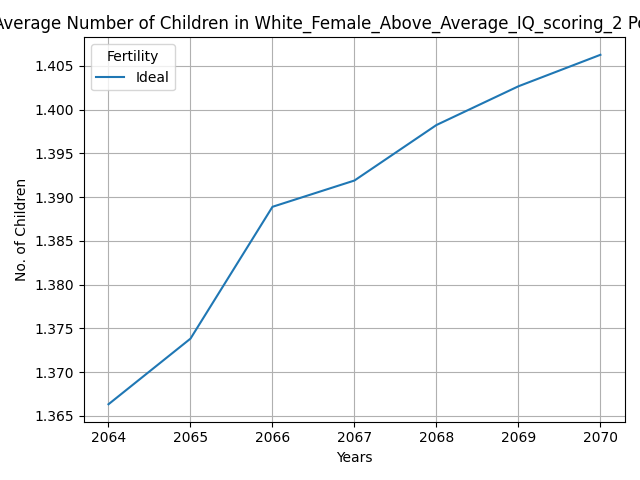 Average Number of Children in White_Female_Above_Average_IQ_scoring_2
Fertility
Ideal
No. of Children
1.405
1.400
1.395
1.390
1.385
1.380
1.375
1.370
1.365
2064 2065 2066 2067 2068 2069 2070
Years